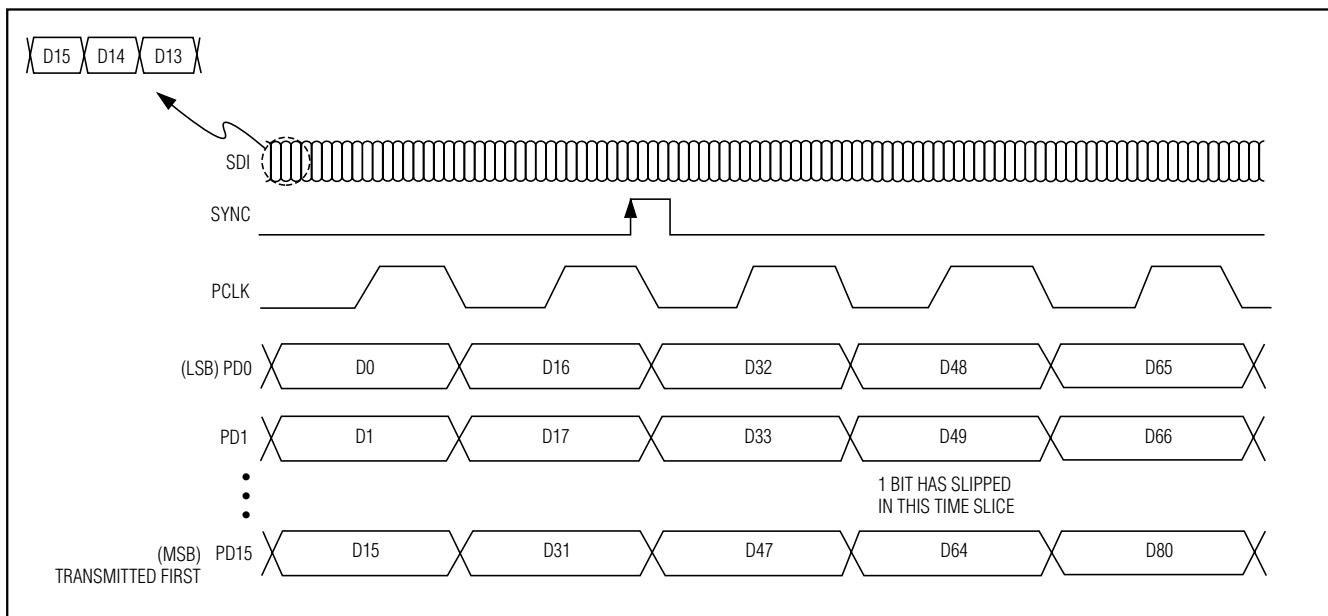 D15 D14 D13
SDI
SYNC
PCLK
(LSB) PD0 D0 D16 D32 D48 D65
PD1 D1 D17 D33 D49 D66
1 BIT HAS SLIPPED
IN THIS TIME SLICE
(MSB) PD15 D15 D31 D47 D64 D80
TRANSMITTED FIRST